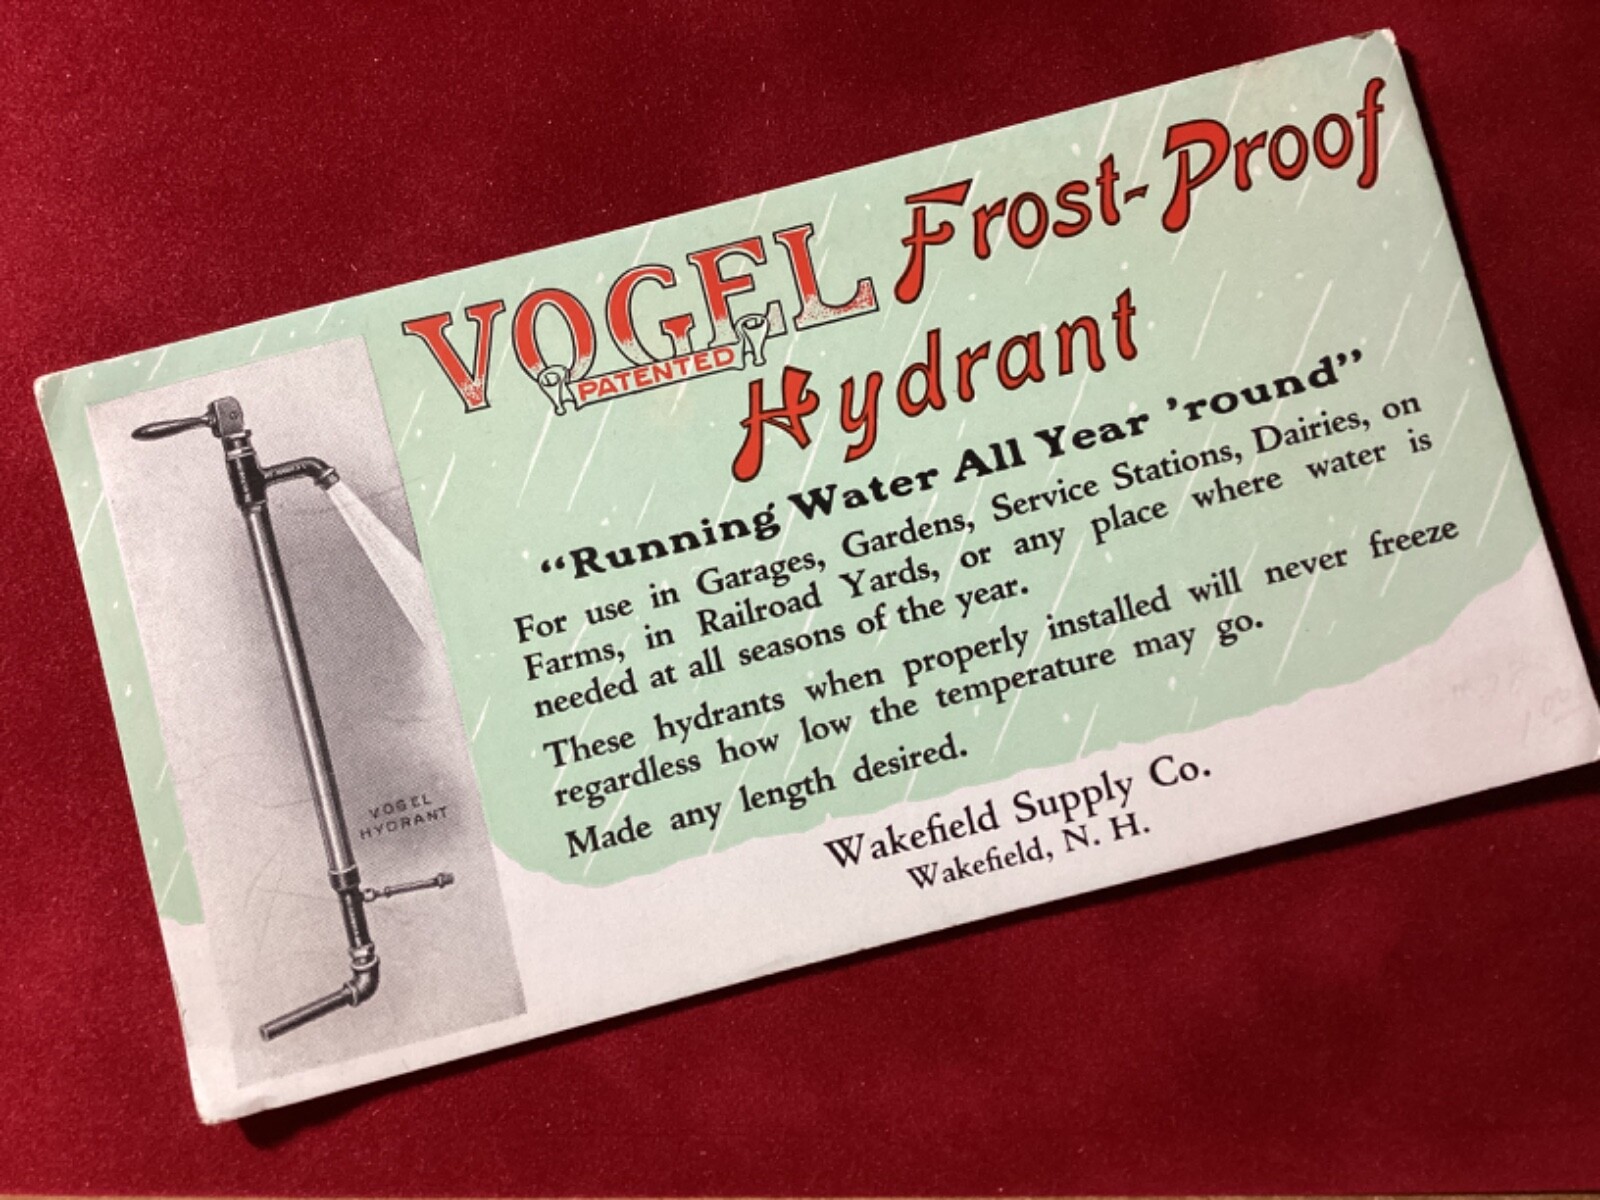 VOGEL Frost-Proof
PATENTED
Hydrant
“Running Water All Year ’round”
For use in Garages, Gardens, Service Stations, Dairies, on
Farms, in Railroad Yards, or any place where water is
needed at all seasons of the year.
These hydrants when properly installed will never freeze
regardless how low the temperature may go.
Made any length desired.
Wakefield Supply Co.
Wakefield, N. H.
VOGEL
HYDRANT